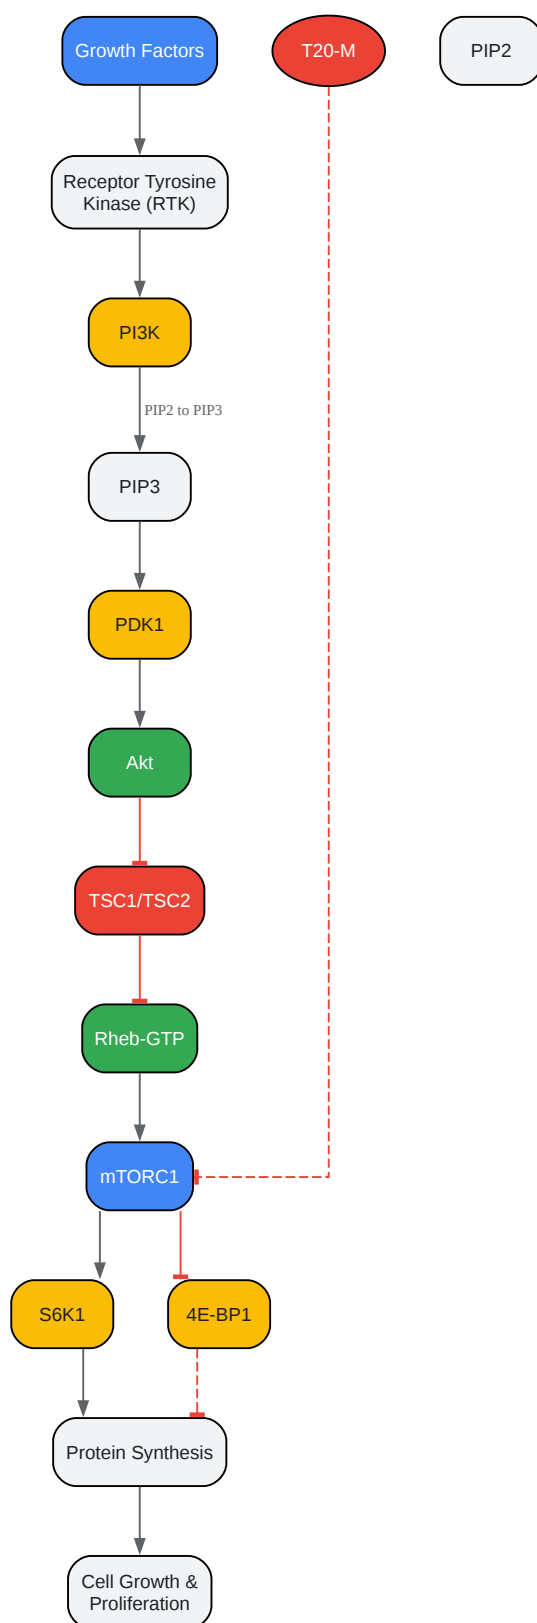 Growth Factors
T20-M
PIP2
Receptor Tyrosine
Kinase (RTK)
PI3K
PIP2 to PIP3
PIP3
PDK1
Akt
TSC1/TSC2
Rheb-GTP
mTORC1
S6K1
4E-BP1
Protein Synthesis
Cell Growth &
Proliferation